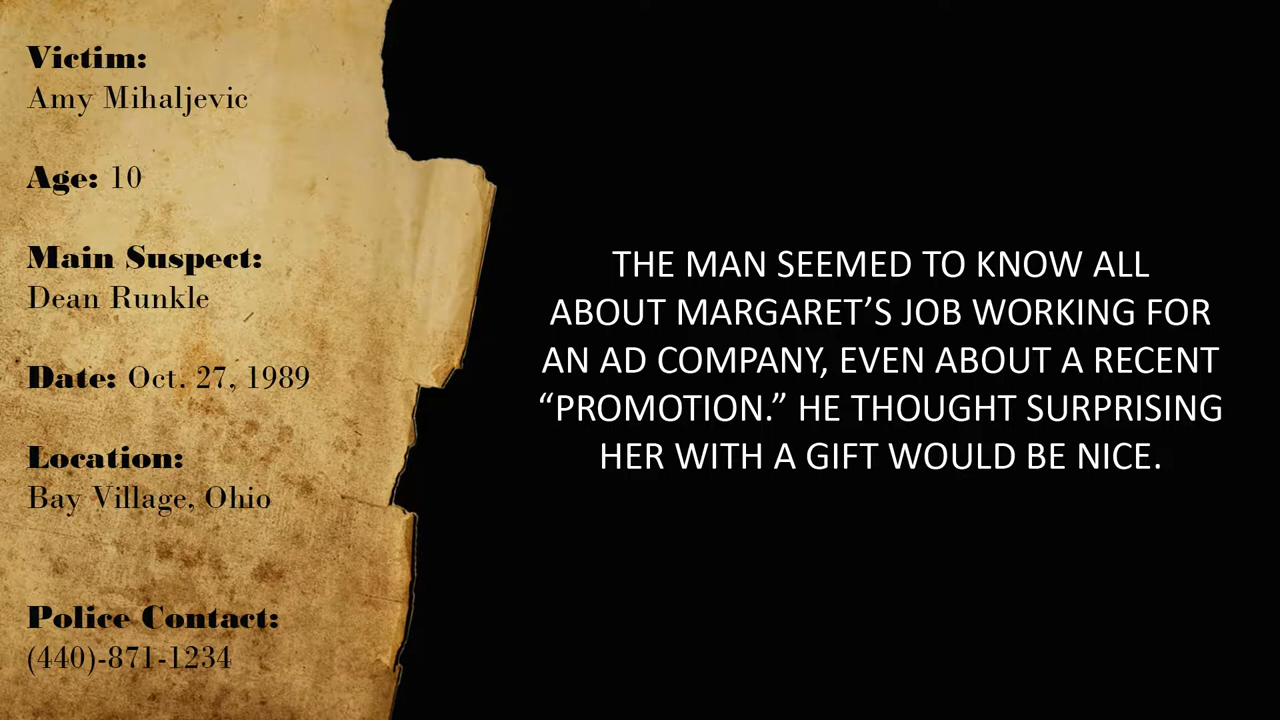 Victim:
Amy Mihaljevic
Age: 10
Main Suspect:
Dean Runkle
Date: Oct. 27, 1989
Location:
Bay Village, Ohio
Police Contact:
(440)-871-1234
THE MAN SEEMED TO KNOW ALL
ABOUT MARGARET’S JOB WORKING FOR
AN AD COMPANY, EVEN ABOUT A RECENT
“PROMOTION.” HE THOUGHT SURPRISING
HER WITH A GIFT WOULD BE NICE.